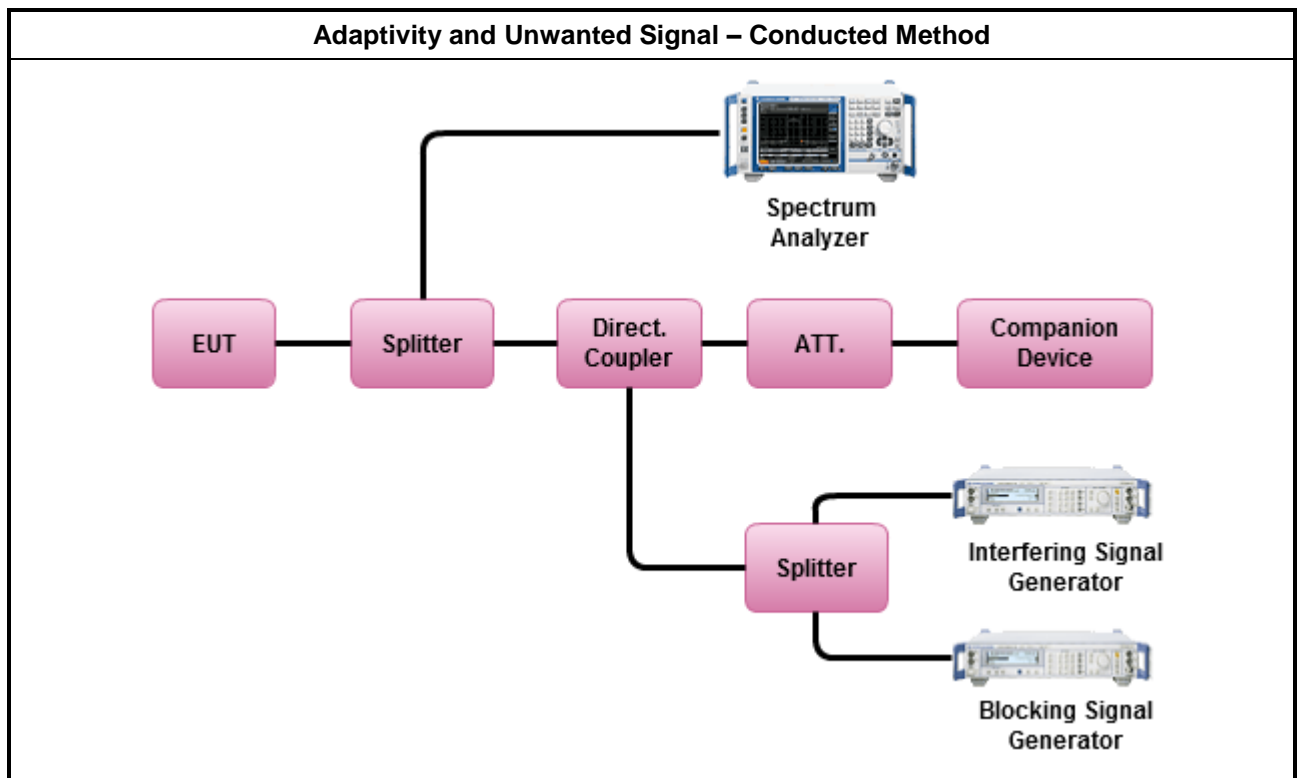 Adaptivity and Unwanted Signal – Conducted Method
Spectrum
Analyzer
EUT
Splitter
Direct.
Coupler
ATT.
Companion
Device
Splitter
Interfering Signal
Generator
Blocking Signal
Generator